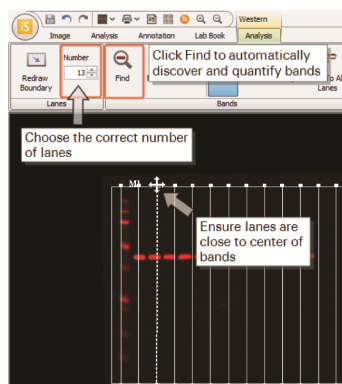 iS
Western
Image Analysis Annotation Lab Book Analysis
Redraw
Boundary
Number
13
Find
Click Find to automatically
discover and quantify bands
Lanes
Lanes
Bands
Choose the correct number
of lanes
Ensure lanes are
close to center of
bands